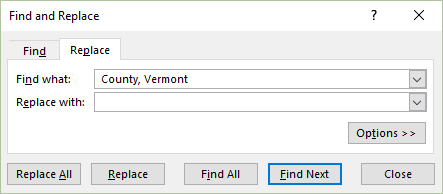 Find and Replace ?
Find Replace
Find what: County, Vermont
Replace with:
Options >>
Replace All Replace Find All Find Next Close